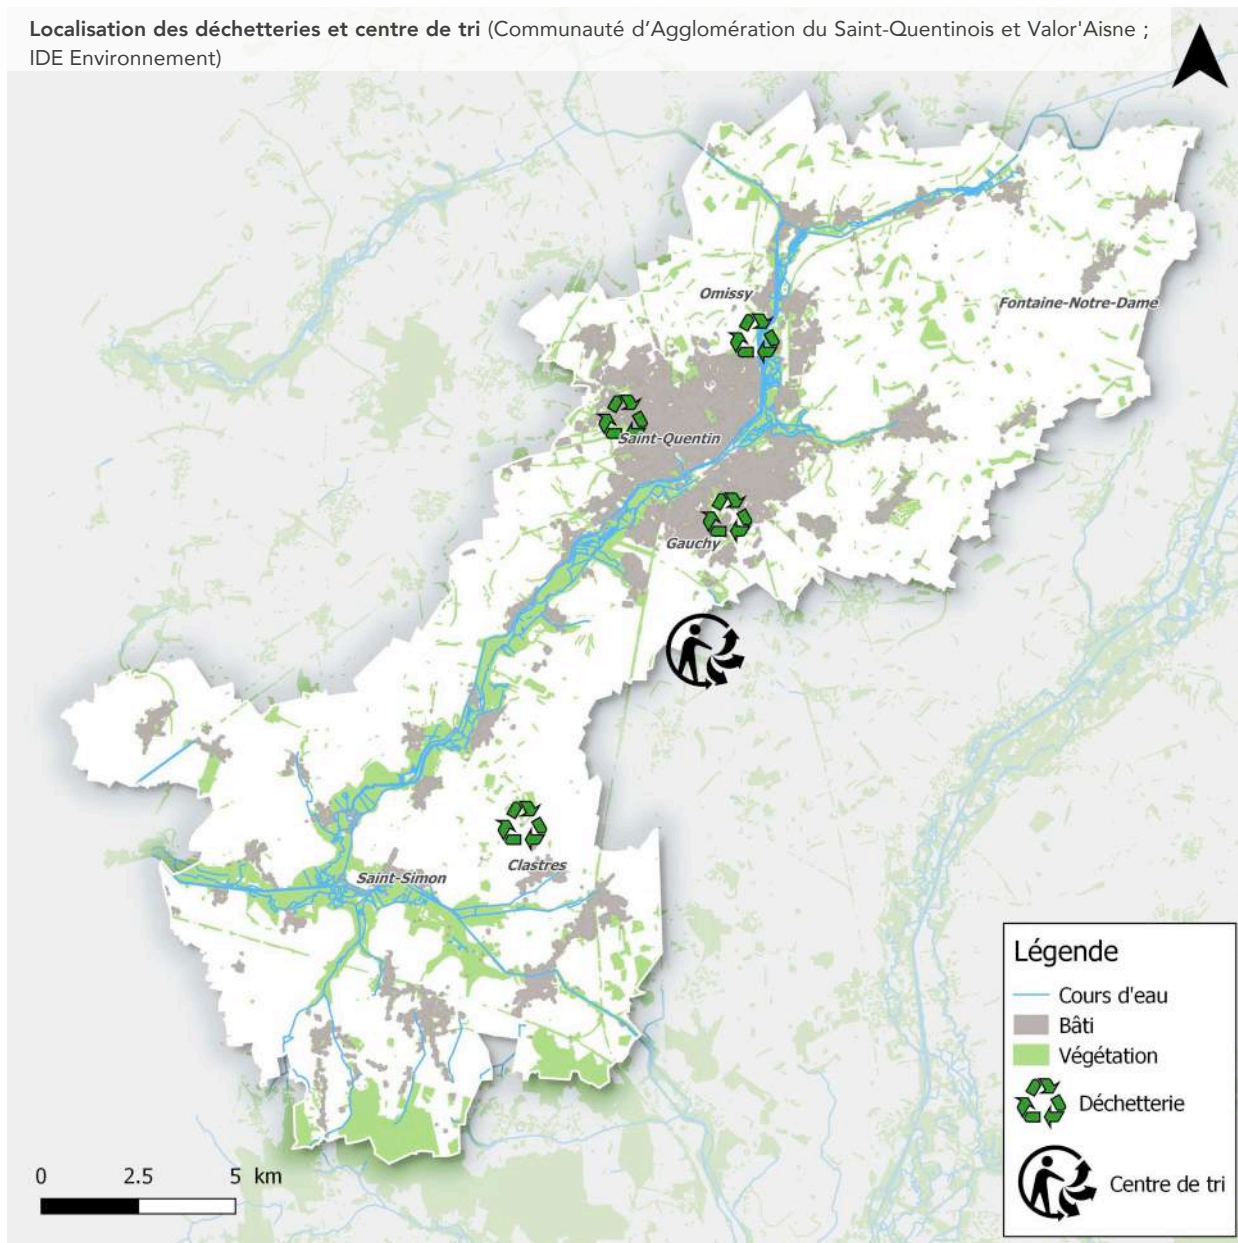 Localisation des déchetteries et centre de tri (Communauté d’Agglomération du Saint-Quentinois et Valor'Aisne ;
IDE Environnement)
Omissy
Fontaine-Notre-Dame
Saint-Quentin
Gauchy
Clastres
Saint-Simon
Légende
Cours d'eau
Bâti
Végétation
Déchetterie
Centre de tri
0 2.5 5 km